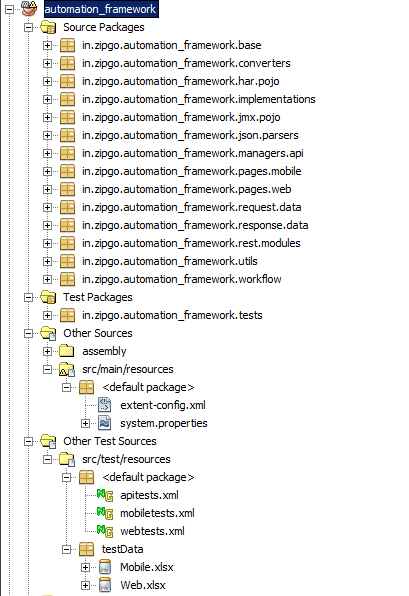 automation_framework
Source Packages
in.zipgo.automation_framework.base
in.zipgo.automation_framework.converters
in.zipgo.automation_framework.har.pojo
in.zipgo.automation_framework.implementations
in.zipgo.automation_framework.jmx.pojo
in.zipgo.automation_framework.json.parsers
in.zipgo.automation_framework.managers.api
in.zipgo.automation_framework.pages.mobile
in.zipgo.automation_framework.pages.web
in.zipgo.automation_framework.request.data
in.zipgo.automation_framework.response.data
in.zipgo.automation_framework.rest.modules
in.zipgo.automation_framework.utils
in.zipgo.automation_framework.workflow
Test Packages
in.zipgo.automation_framework.tests
Other Sources
assembly
src/main/resources
<default package>
extent-config.xml
system.properties
Other Test Sources
src/test/resources
<default package>
apitests.xml
mobiletests.xml
webtests.xml
testData
Mobile.xlsx
Web.xlsx